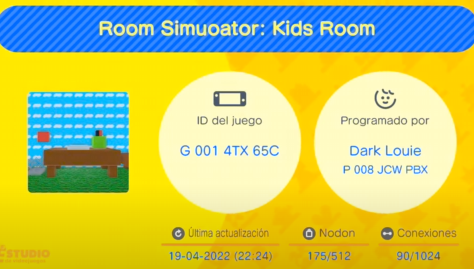 Room Simuoator: Kids Room
ID del juego
G 001 4TX 65C
Programado por
Dark Louie
P 008 JCW PBX
Última actualización
19-04-2022 (22:24)
Nodon
175/512
Conexiones
90/1024
STUDIO